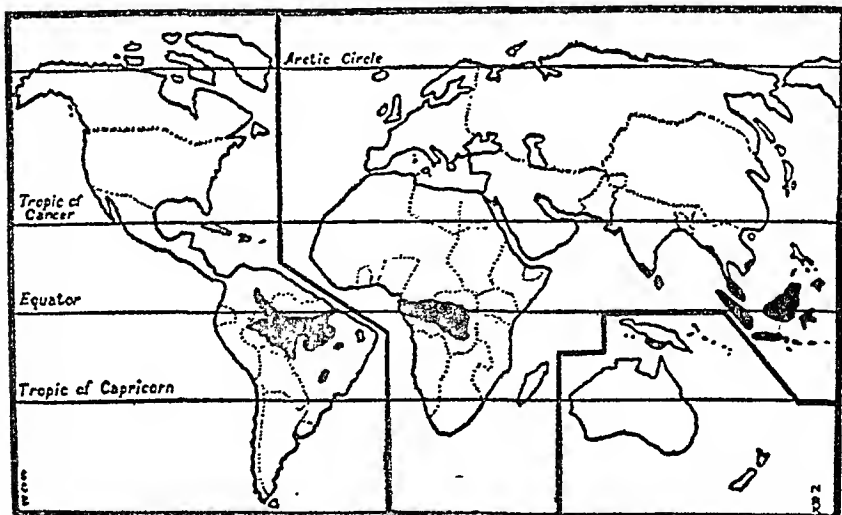 Arctic Circle
Tropic of
Cancer
Equator
Tropic of Capricorn